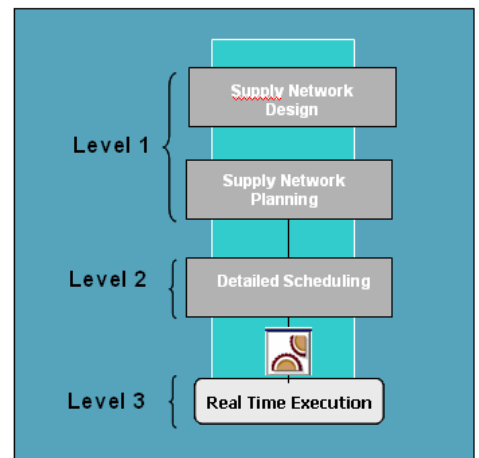 Supply Network
Design
Level 1
Supply Network
Planning
Level 2
Detailed Scheduling
Level 3
Real Time Execution